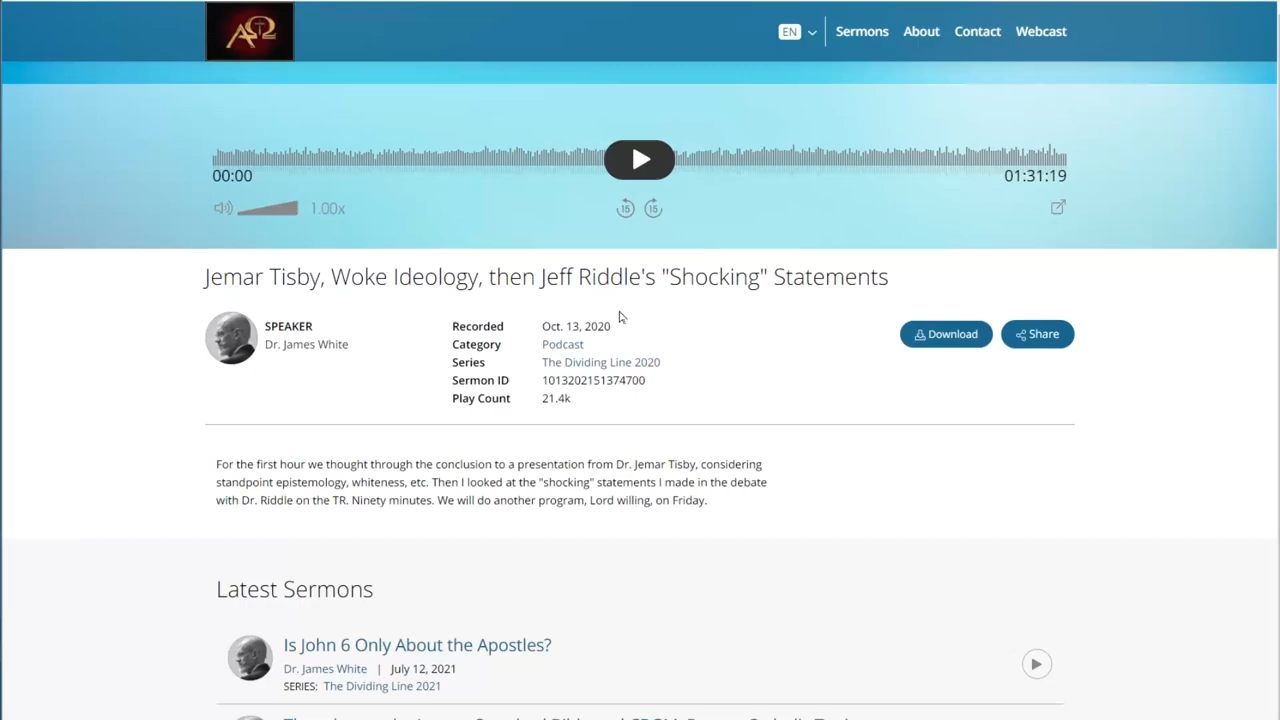 ΑΩ
EN
Sermons About Contact Webcast
00:00
01:31:19
1.00x
15 15
Jemar Tisby, Woke Ideology, then Jeff Riddle's "Shocking" Statements
SPEAKER
Dr. James White
Recorded Oct. 13, 2020
Category Podcast
Series The Dividing Line 2020
Sermon ID 1013202151374700
Play Count 21.4k
Download
Share
For the first hour we thought through the conclusion to a presentation from Dr. Jemar Tisby, considering
standpoint epistemology, whiteness, etc. Then I looked at the "shocking" statements I made in the debate
with Dr. Riddle on the TR. Ninety minutes. We will do another program, Lord willing, on Friday.
Latest Sermons
Is John 6 Only About the Apostles?
Dr. James White | July 12, 2021
SERIES: The Dividing Line 2021